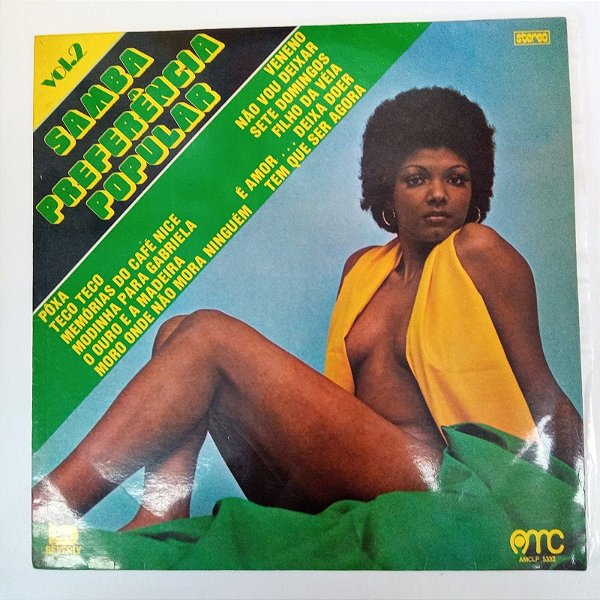 vol.2
SAMBA
PREFERÊNCIA
POPULAR
stereo
VENENO
NÃO VOU DEIXAR
SETE DOMINGOS
FILHO DA VÉIA
É AMOR . . . DEIXA DOER
TEM QUE SER AGORA
POXA
TECO TECO
MEMÓRIAS DO CAFÉ NICE
MODINHA PARA GABRIELA
O OURO E A MADEIRA
MORO ONDE NÃO MORA NINGUÉM
BEVERLY
AMC
AMCLP 5332